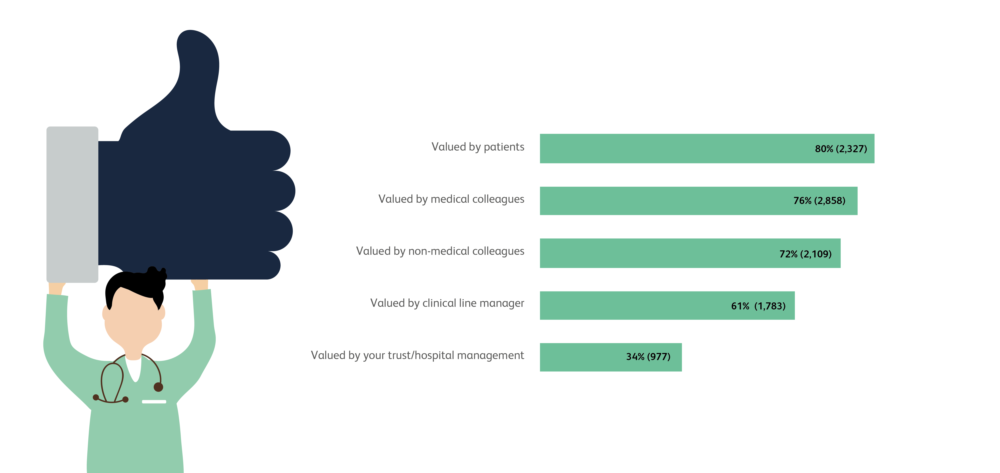 Valued by patients 80% (2,327)
Valued by medical colleagues 76% (2,858)
Valued by non-medical colleagues 72% (2,109)
Valued by clinical line manager 61% (1,783)
Valued by your trust/hospital management 34% (977)